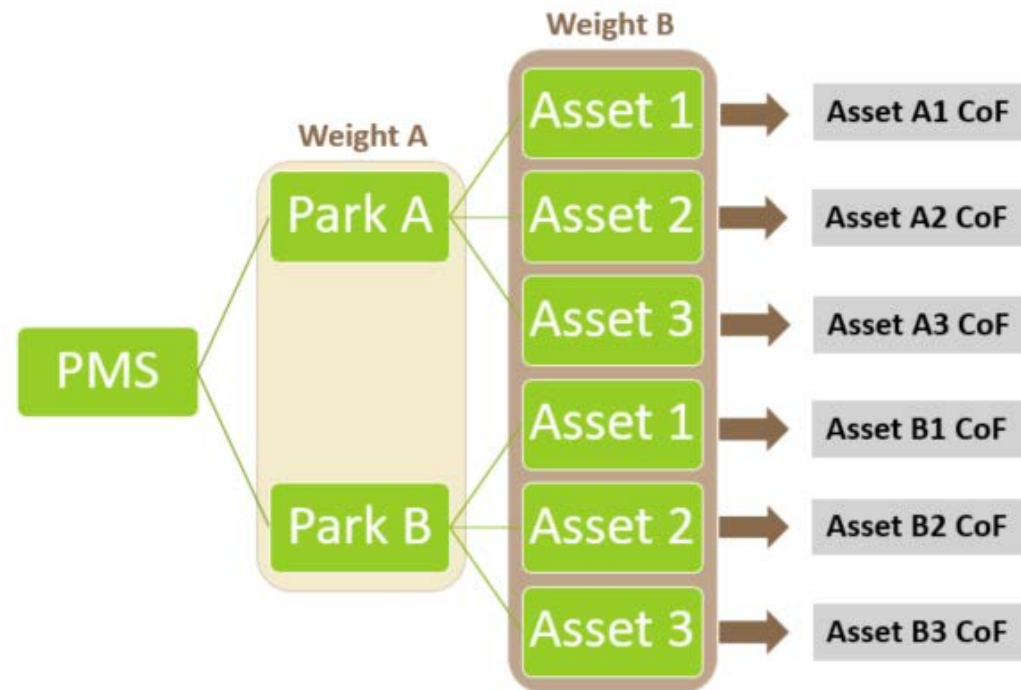 Weight B
Weight A
PMS
Park A
Park B
Asset 1
Asset 2
Asset 3
Asset 1
Asset 2
Asset 3
Asset A1 CoF
Asset A2 CoF
Asset A3 CoF
Asset B1 CoF
Asset B2 CoF
Asset B3 CoF